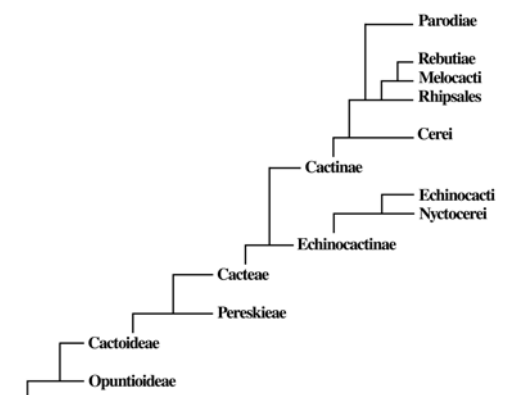 Parodiae
Rebutiae
Melocacti
Rhipsales
Cerei
Cactinae
Echinocacti
Nyctocerei
Echinocactinae
Cacteae
Pereskieae
Cactoideae
Opuntioideae